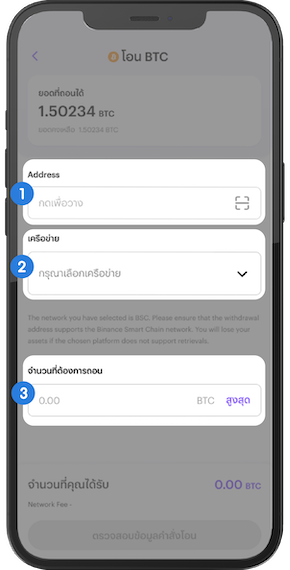 โอน BTC
ยอดที่ถอนได้
1.50234 BTC
ยอดคงเหลือ 1.50234 BTC
Address
1
กดเพื่อวาง
เครือข่าย
2
กรุณาเลือกเครือข่าย
The network you have selected is BSC. Please ensure that the withdrawal
address supports the Binance Smart Chain network. You will lose your
assets if the chosen platform does not support retrievals.
จำนวนที่ต้องการถอน
3
0.00 BTC สูงสุด
จำนวนที่คุณได้รับ 0.00 BTC
Network Fee -
ตรวจสอบข้อมูลคำสั่งโอน